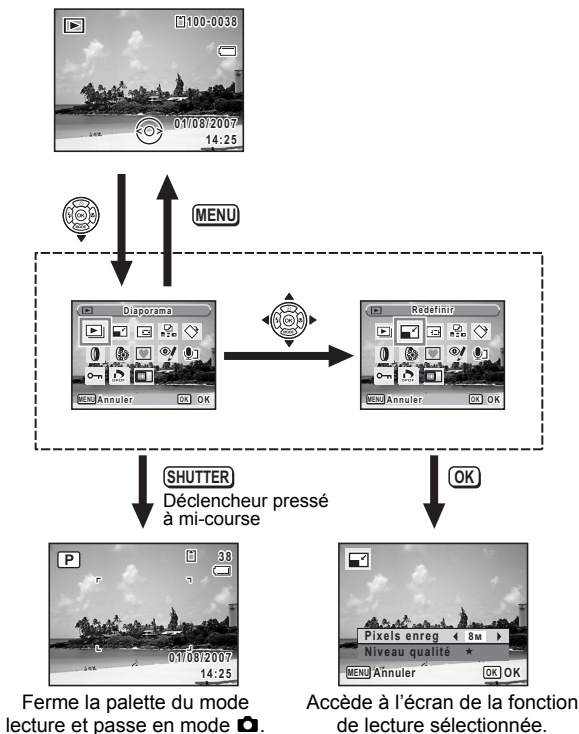 100-0038
01/08/2007
14:25
MENU
Diaporama
MENU Annuler OK OK
Redéfinir
MENU Annuler OK OK
SHUTTER
Déclencheur pressé
à mi-course
OK
P 38
01/08/2007
14:25
Pixels enreg 8M
Niveau qualité ★
MENU Annuler OK OK
Ferme la palette du mode
lecture et passe en mode .
Accède à l'écran de la fonction
de lecture sélectionnée.